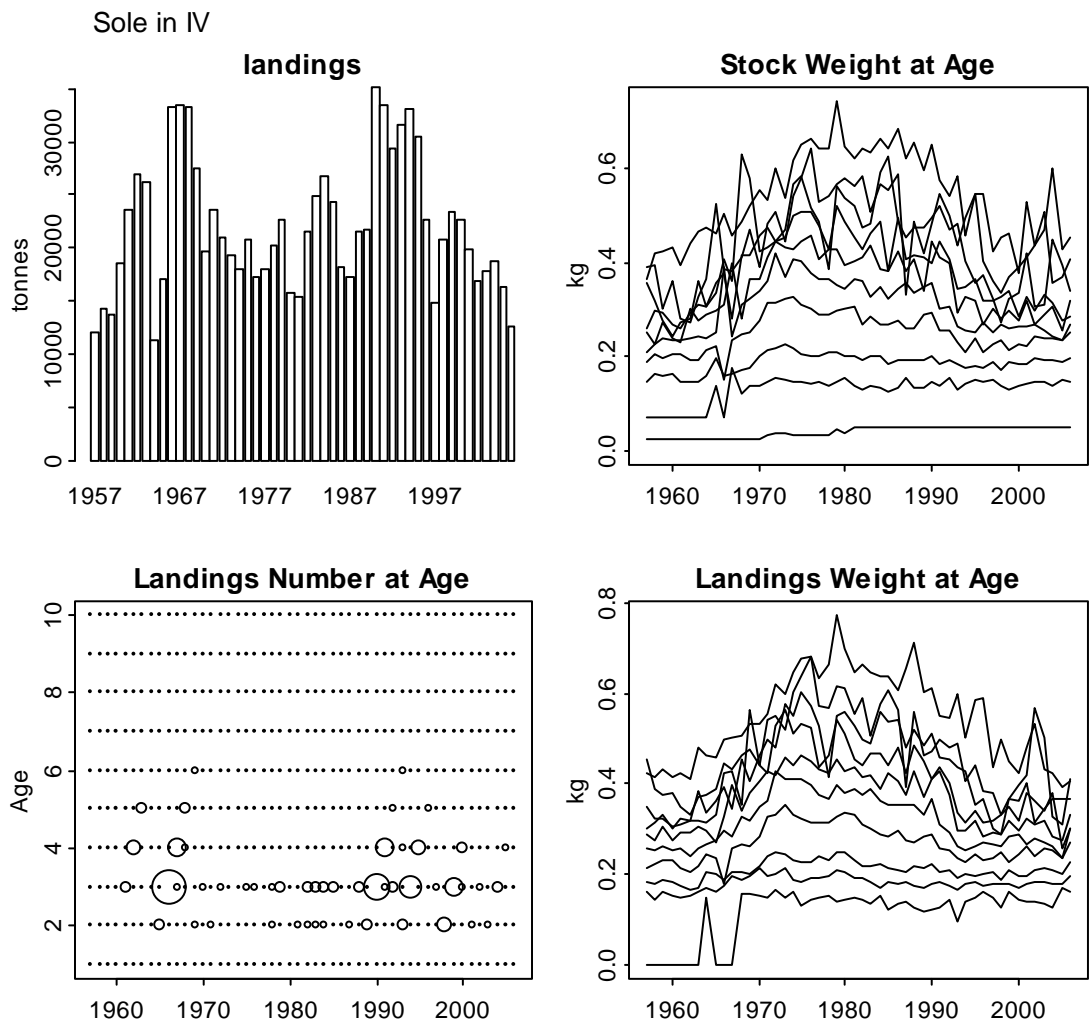 Sole in IV
landings
tonnes
0 10000 20000 30000
1957 1967 1977 1987 1997
Stock Weight at Age
kg
0.0 0.2 0.4 0.6
1960 1970 1980 1990 2000
Landings Number at Age
Age
2 4 6 8 10
1960 1970 1980 1990 2000
Landings Weight at Age
kg
0.0 0.2 0.4 0.6 0.8
1960 1970 1980 1990 2000